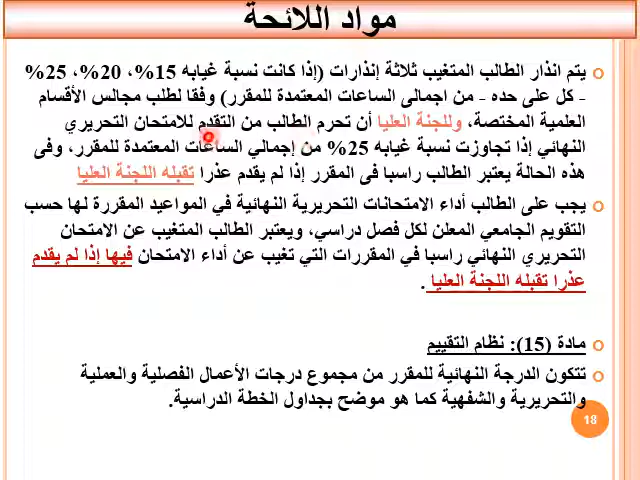 مواد اللائحة
يتم انذار الطالب المتغيب ثلاثة إنذارات (إذا كانت نسبة غيابه 15%، 20%، 25%
- كل على حده - من اجمالى الساعات المعتمدة للمقرر) وفقا لطلب مجالس الأقسام
العلمية المختصة، وللجنة العليا أن تحرم الطالب من التقدم للامتحان التحريري
النهائي إذا تجاوزت نسبة غيابه 25% من إجمالي الساعات المعتمدة للمقرر، وفى
هذه الحالة يعتبر الطالب راسبا فى المقرر إذا لم يقدم عذرا تقبله اللجنة العليا
يجب على الطالب أداء الامتحانات التحريرية النهائية في المواعيد المقررة لها حسب
التقويم الجامعي المعلن لكل فصل دراسي، ويعتبر الطالب المتغيب عن الامتحان
التحريري النهائي راسبا في المقررات التي تغيب عن أداء الامتحان فيها إذا لم يقدم
عذرا تقبله اللجنة العليا .
مادة (15): نظام التقييم
تتكون الدرجة النهائية للمقرر من مجموع درجات الأعمال الفصلية والعملية
والتحريرية والشفهية كما هو موضح بجداول الخطة الدراسية.
18